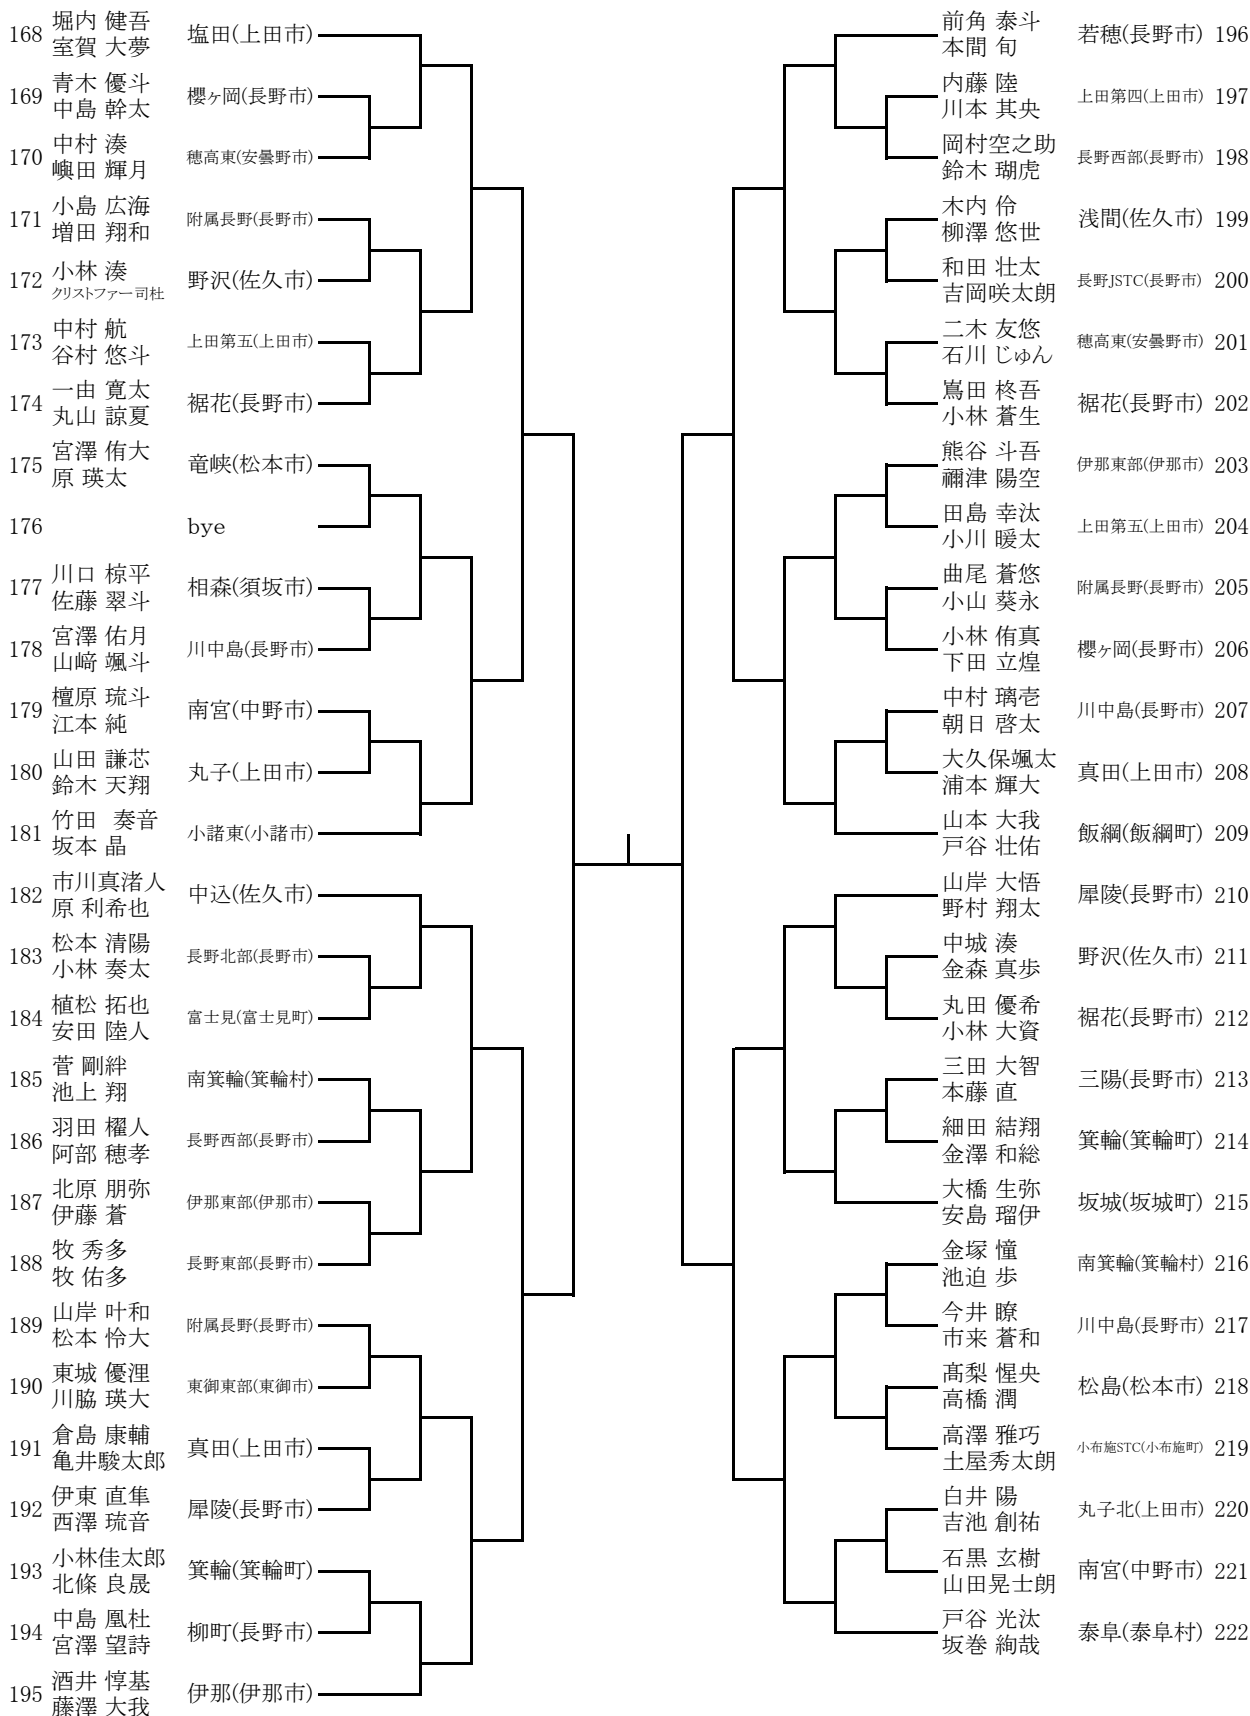 168 堀内 健吾 塩田(上田市)
室賀 大夢
169 青木 優斗 櫻ヶ岡(長野市)
中島 幹太
170 中村 湊 穂高東(安曇野市)
嶼田 輝月
171 小島 広海 附属長野(長野市)
増田 翔和
172 小林 湊 野沢(佐久市)
クリストファー司杜
173 中村 航 上田第五(上田市)
谷村 悠斗
174 一由 寛太 裾花(長野市)
丸山 諒夏
175 宮澤 侑大 竜峡(松本市)
原 瑛太
176 bye
177 川口 椋平 相森(須坂市)
佐藤 翠斗
178 宮澤 佑月 川中島(長野市)
山﨑 颯斗
179 檀原 琉斗 南宮(中野市)
江本 純
180 山田 謙芯 丸子(上田市)
鈴木 天翔
181 竹田 奏音 小諸東(小諸市)
坂本 晶
182 市川真渚人 中込(佐久市)
原 利希也
183 松本 清陽 長野北部(長野市)
小林 奏太
184 植松 拓也 富士見(富士見町)
安田 陸人
185 菅 剛絆 南箕輪(箕輪村)
池上 翔
186 羽田 櫂人 長野西部(長野市)
阿部 穂孝
187 北原 朋弥 伊那東部(伊那市)
伊藤 蒼
188 牧 秀多 長野東部(長野市)
牧 佑多
189 山岸 叶和 附属長野(長野市)
松本 怜大
190 東城 優浬 東御東部(東御市)
川脇 瑛大
191 倉島 康輔 真田(上田市)
亀井駿太郎
192 伊東 直隼 犀陵(長野市)
西澤 琉音
193 小林佳太郎 箕輪(箕輪町)
北條 良晟
194 中島 凰杜 柳町(長野市)
宮澤 望詩
195 酒井 惇基 伊那(伊那市)
藤澤 大我
前角 泰斗 若穂(長野市) 196
本間 旬
内藤 陸 上田第四(上田市) 197
川本 其央
岡村空之助 長野西部(長野市) 198
鈴木 瑚虎
木内 伶 浅間(佐久市) 199
柳澤 悠世
和田 壮太 長野JSTC(長野市) 200
吉岡咲太朗
二木 友悠 穂高東(安曇野市) 201
石川 じゅん
嶌田 柊吾 裾花(長野市) 202
小林 蒼生
熊谷 斗吾 伊那東部(伊那市) 203
禰津 陽空
田島 幸汰 上田第五(上田市) 204
小川 暖太
曲尾 蒼悠 附属長野(長野市) 205
小山 葵永
小林 侑真 櫻ヶ岡(長野市) 206
下田 立煌
中村 璃壱 川中島(長野市) 207
朝日 啓太
大久保颯太 真田(上田市) 208
浦本 輝大
山本 大我 飯綱(飯綱町) 209
戸谷 壮佑
山岸 大悟 犀陵(長野市) 210
野村 翔太
中城 湊 野沢(佐久市) 211
金森 真歩
丸田 優希 裾花(長野市) 212
小林 大資
三田 大智 三陽(長野市) 213
本藤 直
細田 結翔 箕輪(箕輪町) 214
金澤 和総
大橋 生弥 坂城(坂城町) 215
安島 瑠伊
金塚 憧 南箕輪(箕輪村) 216
池迫 歩
今井 瞭 川中島(長野市) 217
市来 蒼和
髙梨 惺央 松島(松本市) 218
高橋 潤
高澤 雅巧 小布施STC(小布施町) 219
土屋秀太朗
白井 陽 丸子北(上田市) 220
吉池 創祐
石黒 玄樹 南宮(中野市) 221
山田晃士朗
戸谷 光汰 泰阜(泰阜村) 222
坂巻 絢哉